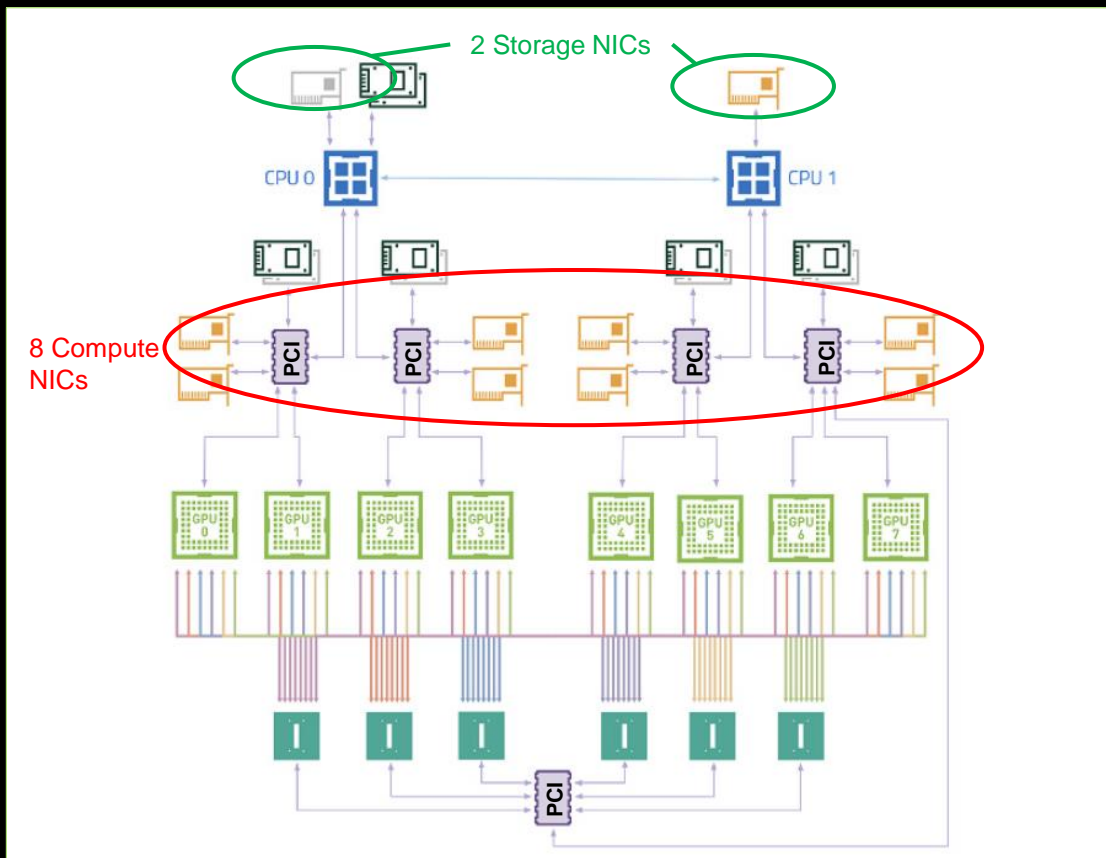 2 Storage NICs
CPU 0
CPU 1
8 Compute
NICs
PCI
PCI
PCI
PCI
GPU
0
GPU
1
GPU
2
GPU
3
GPU
4
GPU
5
GPU
6
GPU
7
PCI